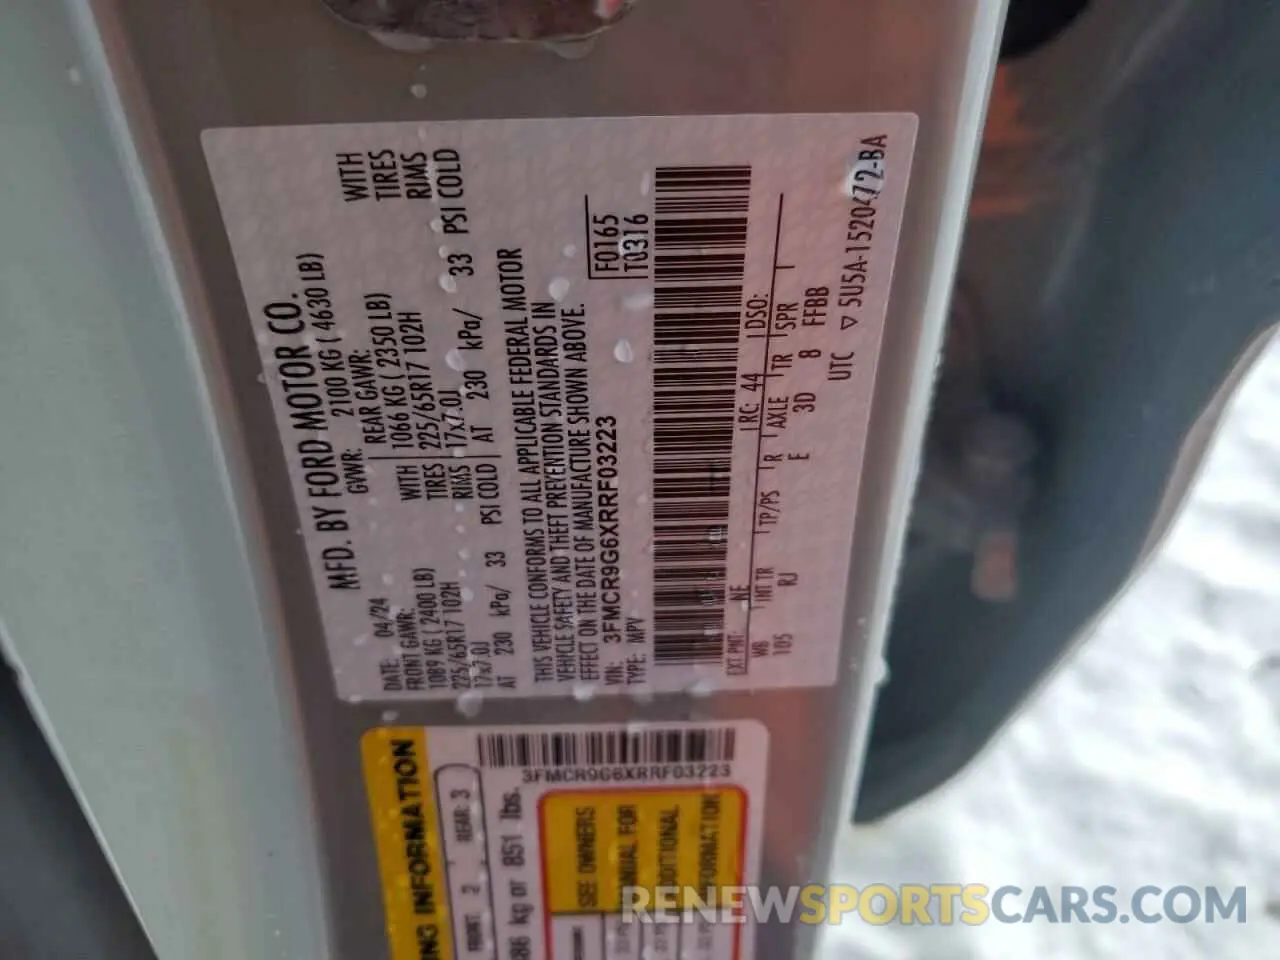 MFD. BY FORD MOTOR CO.
DATE: 04/24 GVWR: 2100 KG ( 4630 LB)
FRONT GAWR: REAR GAWR:
1089 KG ( 2400 LB) WITH 1066 KG ( 2350 LB) WITH
225/65R17 102H TIRES 225/65R17 102H TIRES
17x7.0J RIMS 17x7.0J RIMS
AT 230 kPa/ 33 PSI COLD AT 230 kPa/ 33 PSI COLD
THIS VEHICLE CONFORMS TO ALL APPLICABLE FEDERAL MOTOR
VEHICLE SAFETY AND THEFT PREVENTION STANDARDS IN
EFFECT ON THE DATE OF MANUFACTURE SHOWN ABOVE.
VIN: 3FMCR9G6XRRF03223 F0165
TYPE: MPV T0316
EXT PNT: NE RC: 44 DSO:
WB INT TR TP/PS R AXLE TR SPR
105 RJ E 3D 8 FFBB
UTC ▽ 5U5A-1520472-BA
INFORMATION
3FMCR9G6XRRF03223
FRONT 2 REAR: 3
kg or 851 lbs.
SEE OWNERS
MANUAL FOR
RENEWSPORTSCARS.COM